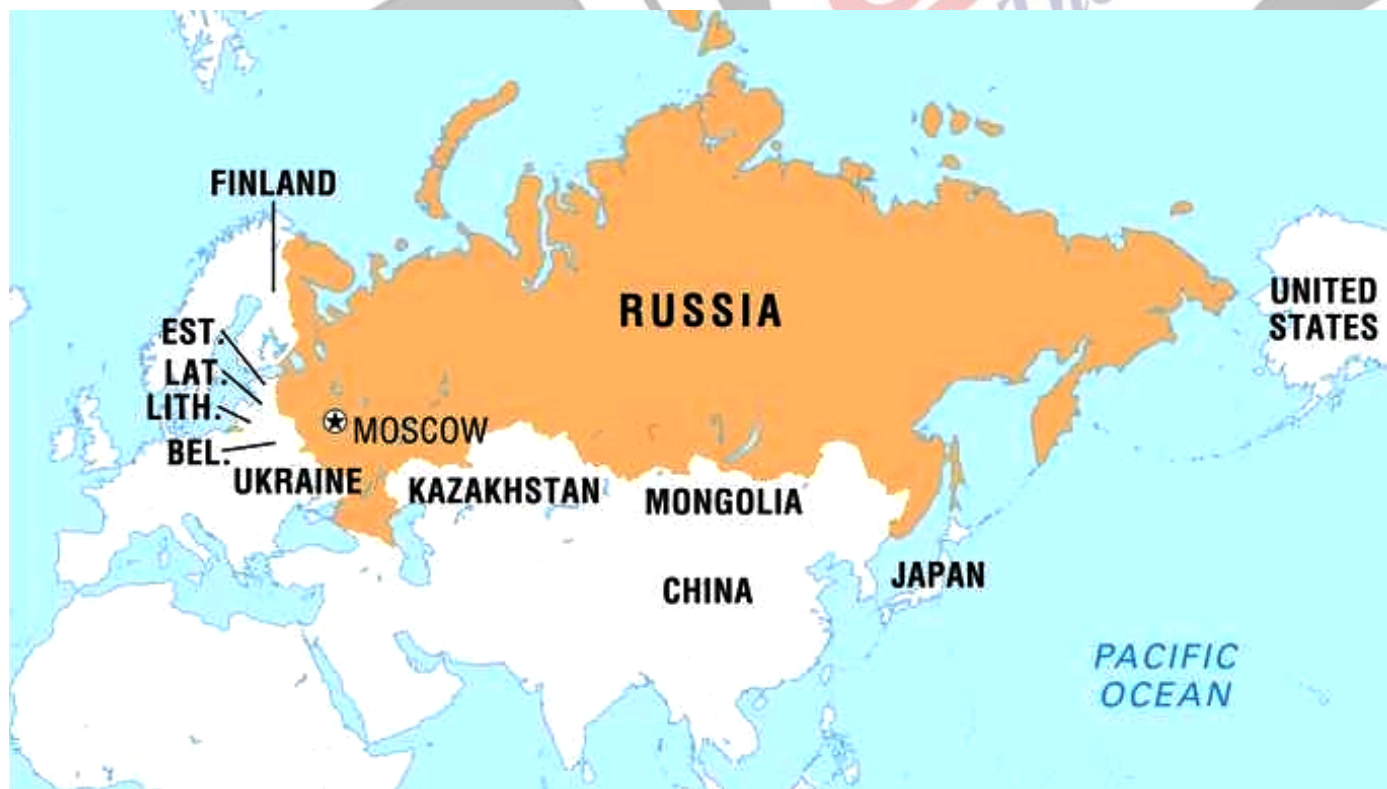 FINLAND
RUSSIA
UNITED
STATES
EST.
LAT.
LITH.
BEL.
MOSCOW
UKRAINE
KAZAKHSTAN
MONGOLIA
CHINA
JAPAN
PACIFIC
OCEAN